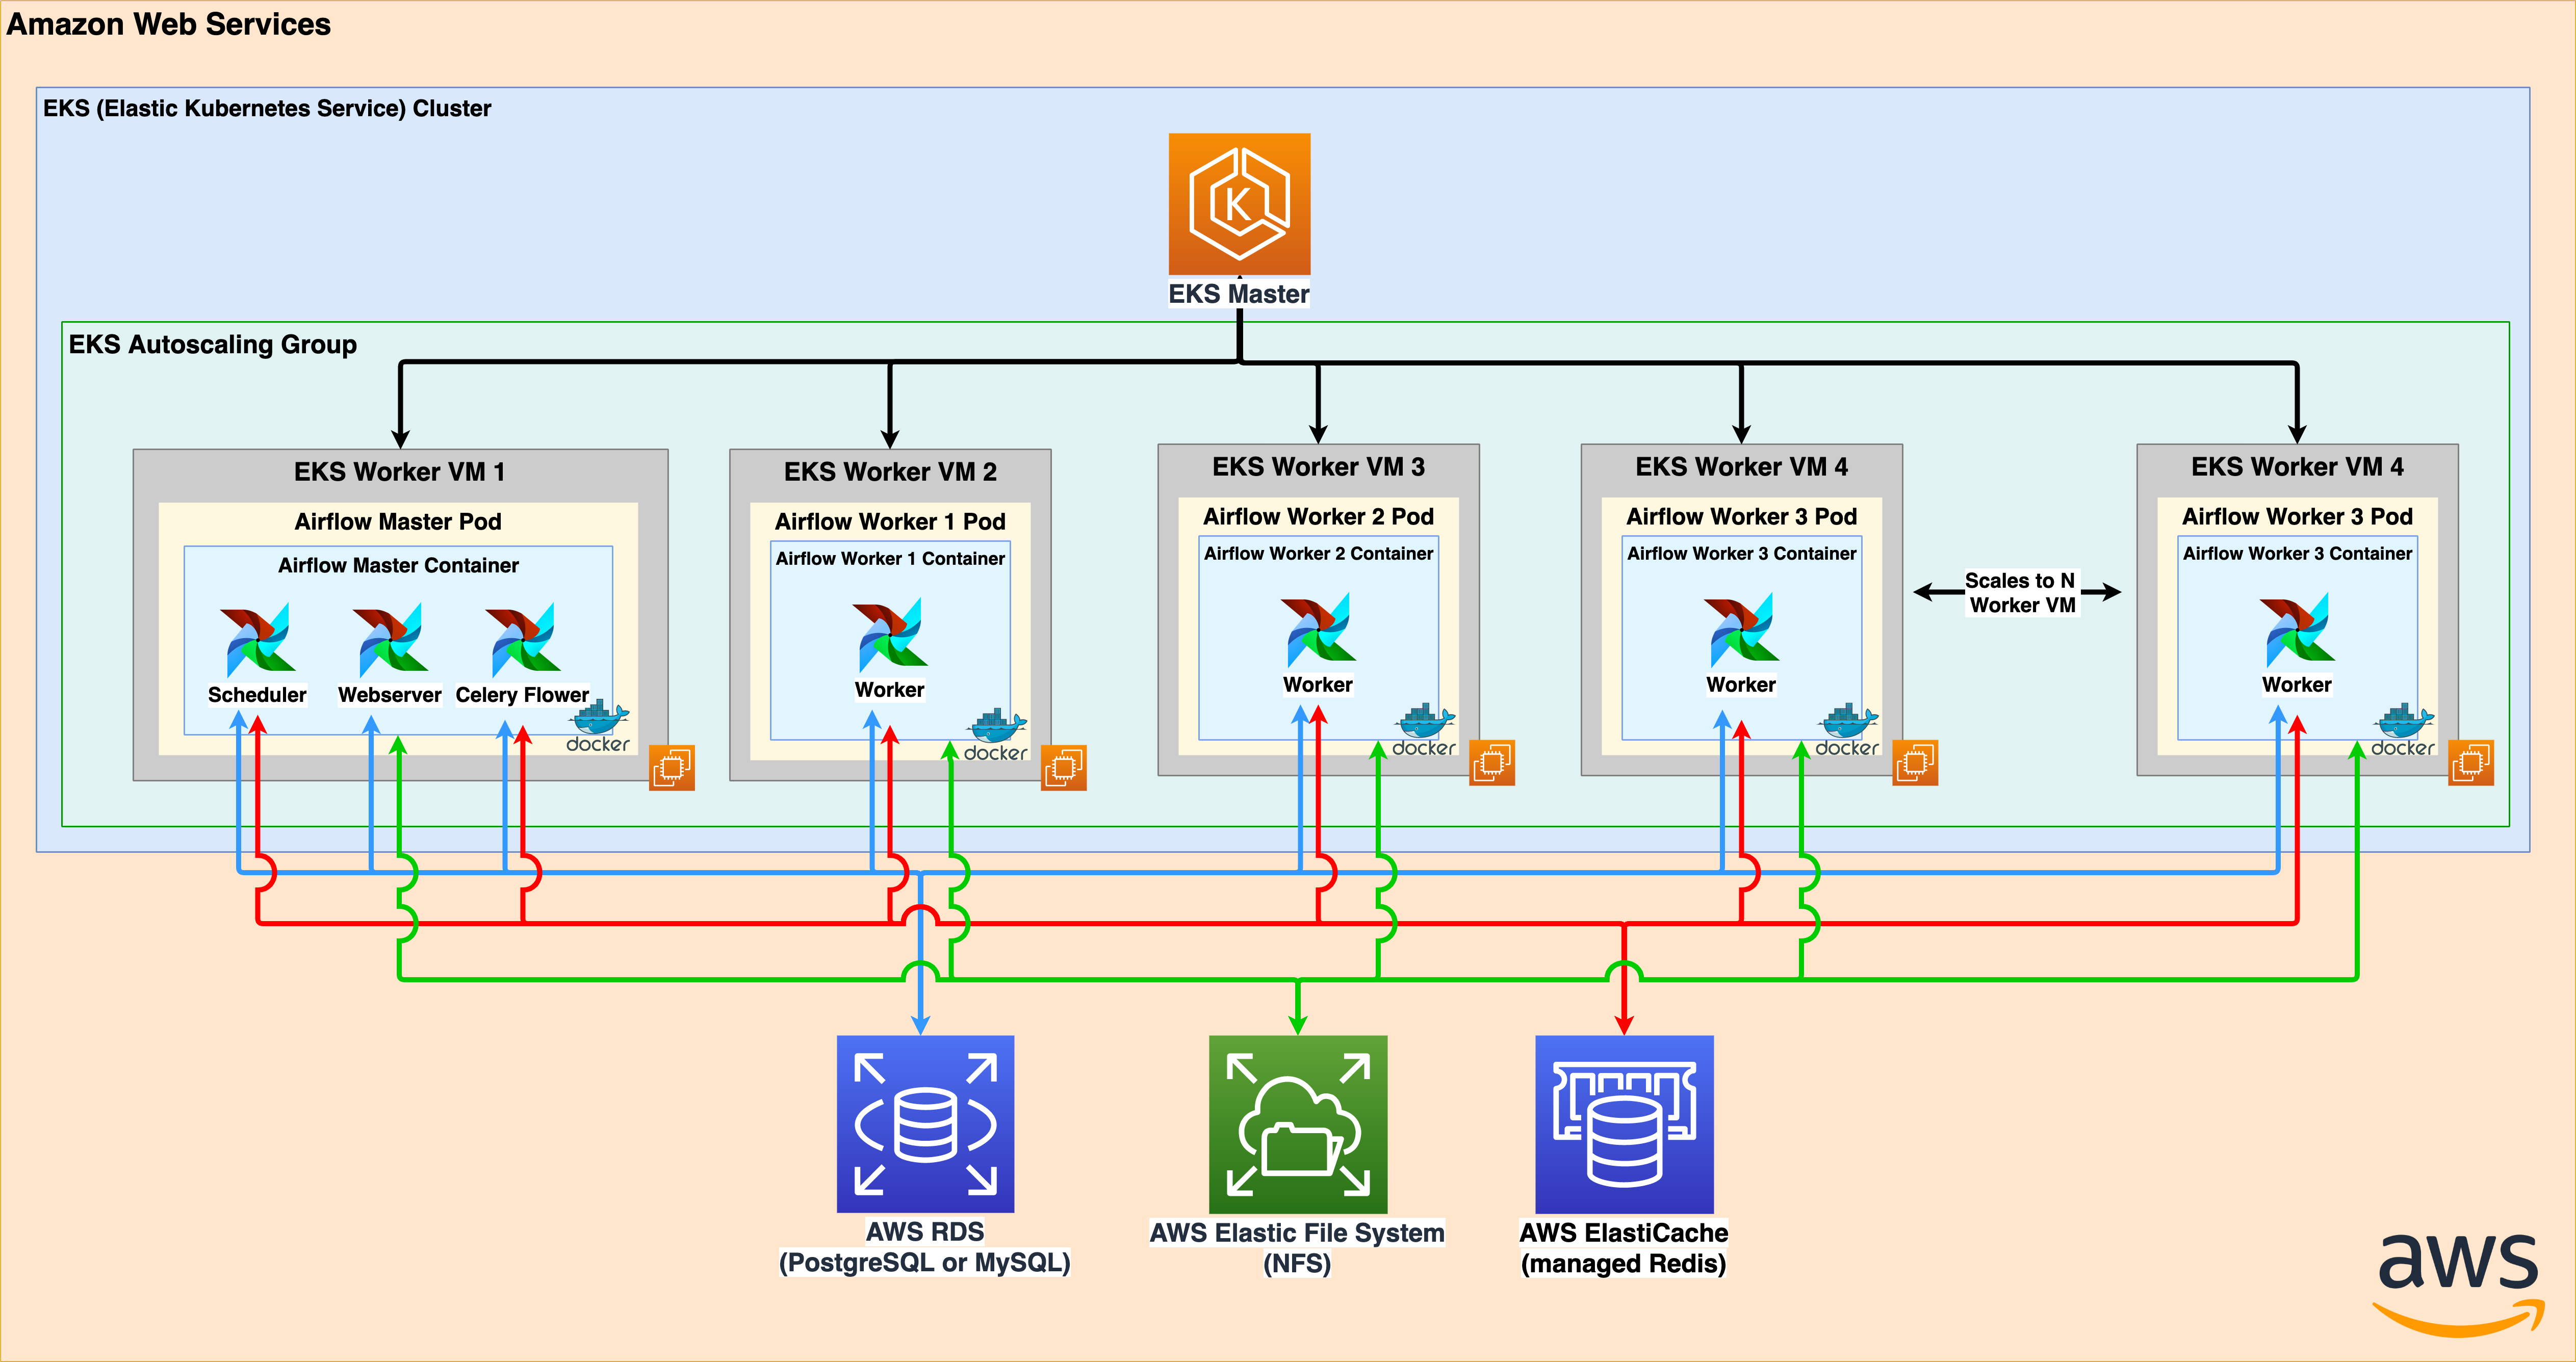 Amazon Web Services
EKS (Elastic Kubernetes Service) Cluster
K
EKS Master
EKS Autoscaling Group
EKS Worker VM 1
Airflow Master Pod
Airflow Master Container
Scheduler
Webserver
Celery Flower
docker
EKS Worker VM 2
Airflow Worker 1 Pod
Airflow Worker 1 Container
Worker
docker
EKS Worker VM 3
Airflow Worker 2 Pod
Airflow Worker 2 Container
Worker
docker
EKS Worker VM 4
Airflow Worker 3 Pod
Airflow Worker 3 Container
Worker
docker
Scales to N
Worker VM
EKS Worker VM 4
Airflow Worker 3 Pod
Airflow Worker 3 Container
Worker
docker
AWS RDS
(PostgreSQL or MySQL)
AWS Elastic File System
(NFS)
AWS ElastiCache
(managed Redis)
aws